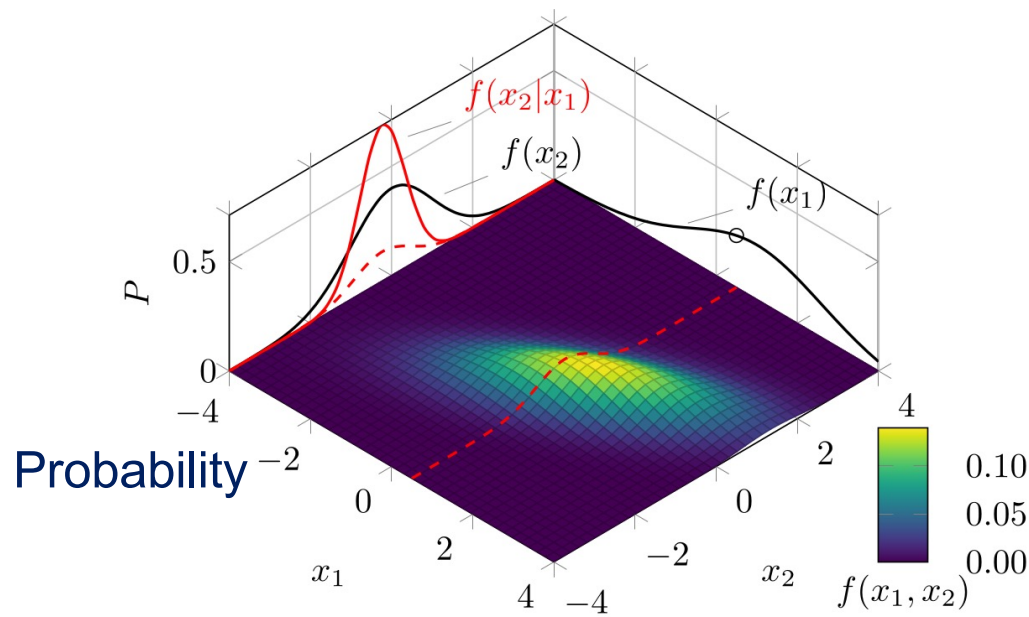 f(x₂|x₁)
f(x₂)
f(x₁)
0.5
P
0
−4
−2
0
2
4
x₁
−4
−2
0
2
4
x₂
Probability
0.10
0.05
0.00
f(x₁, x₂)